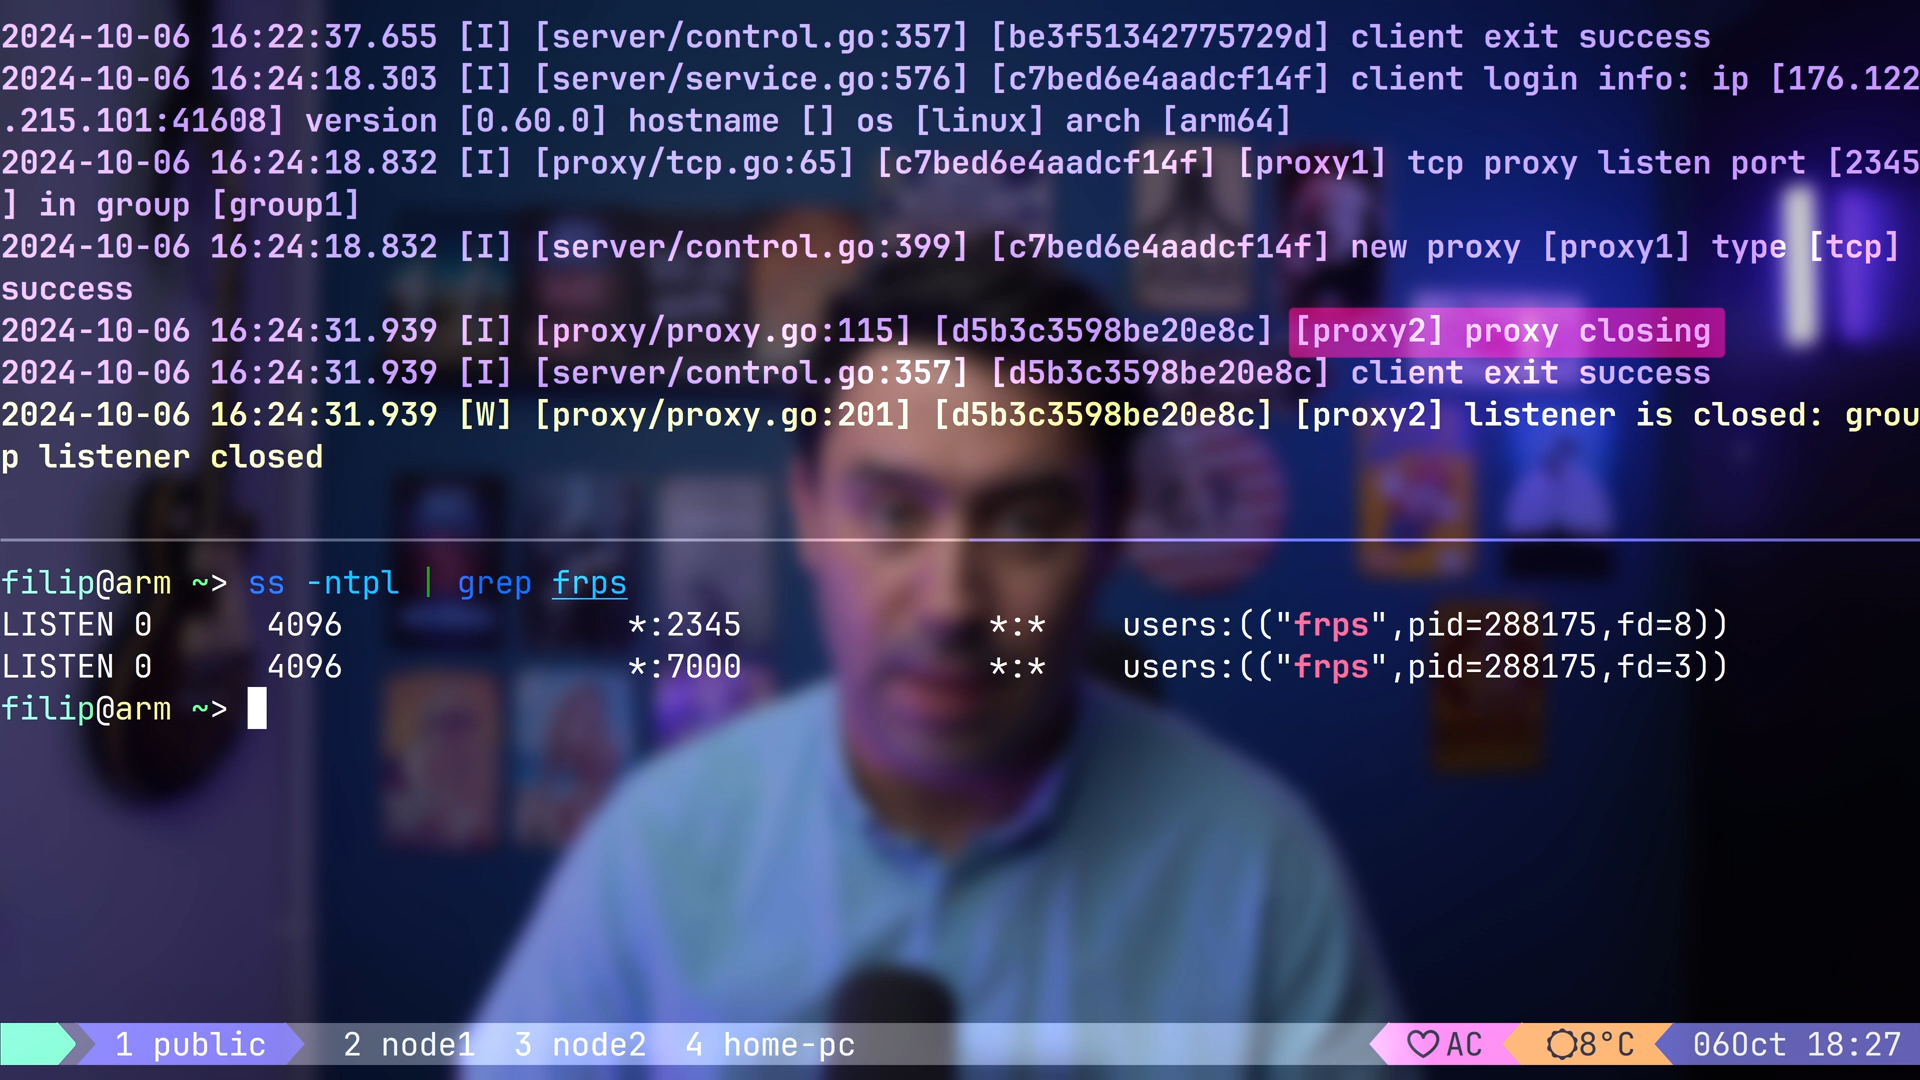 2024-10-06 16:22:37.655 [I] [server/control.go:357] [be3f51342775729d] client exit success
2024-10-06 16:24:18.303 [I] [server/service.go:576] [c7bed6e4aadcf14f] client login info: ip [176.122
.215.101:41608] version [0.60.0] hostname [] os [linux] arch [arm64]
2024-10-06 16:24:18.832 [I] [proxy/tcp.go:65] [c7bed6e4aadcf14f] [proxy1] tcp proxy listen port [2345
] in group [group1]
2024-10-06 16:24:18.832 [I] [server/control.go:399] [c7bed6e4aadcf14f] new proxy [proxy1] type [tcp]
success
2024-10-06 16:24:31.939 [I] [proxy/proxy.go:115] [d5b3c3598be20e8c] [proxy2] proxy closing
2024-10-06 16:24:31.939 [I] [server/control.go:357] [d5b3c3598be20e8c] client exit success
2024-10-06 16:24:31.939 [W] [proxy/proxy.go:201] [d5b3c3598be20e8c] [proxy2] listener is closed: grou
p listener closed
filip@arm ~> ss -ntpl | grep frps
LISTEN 0 4096 *:2345 *:* users:(("frps",pid=288175,fd=8))
LISTEN 0 4096 *:7000 *:* users:(("frps",pid=288175,fd=3))
filip@arm ~>
1 public 2 node1 3 node2 4 home-pc AC 8°C 06Oct 18:27